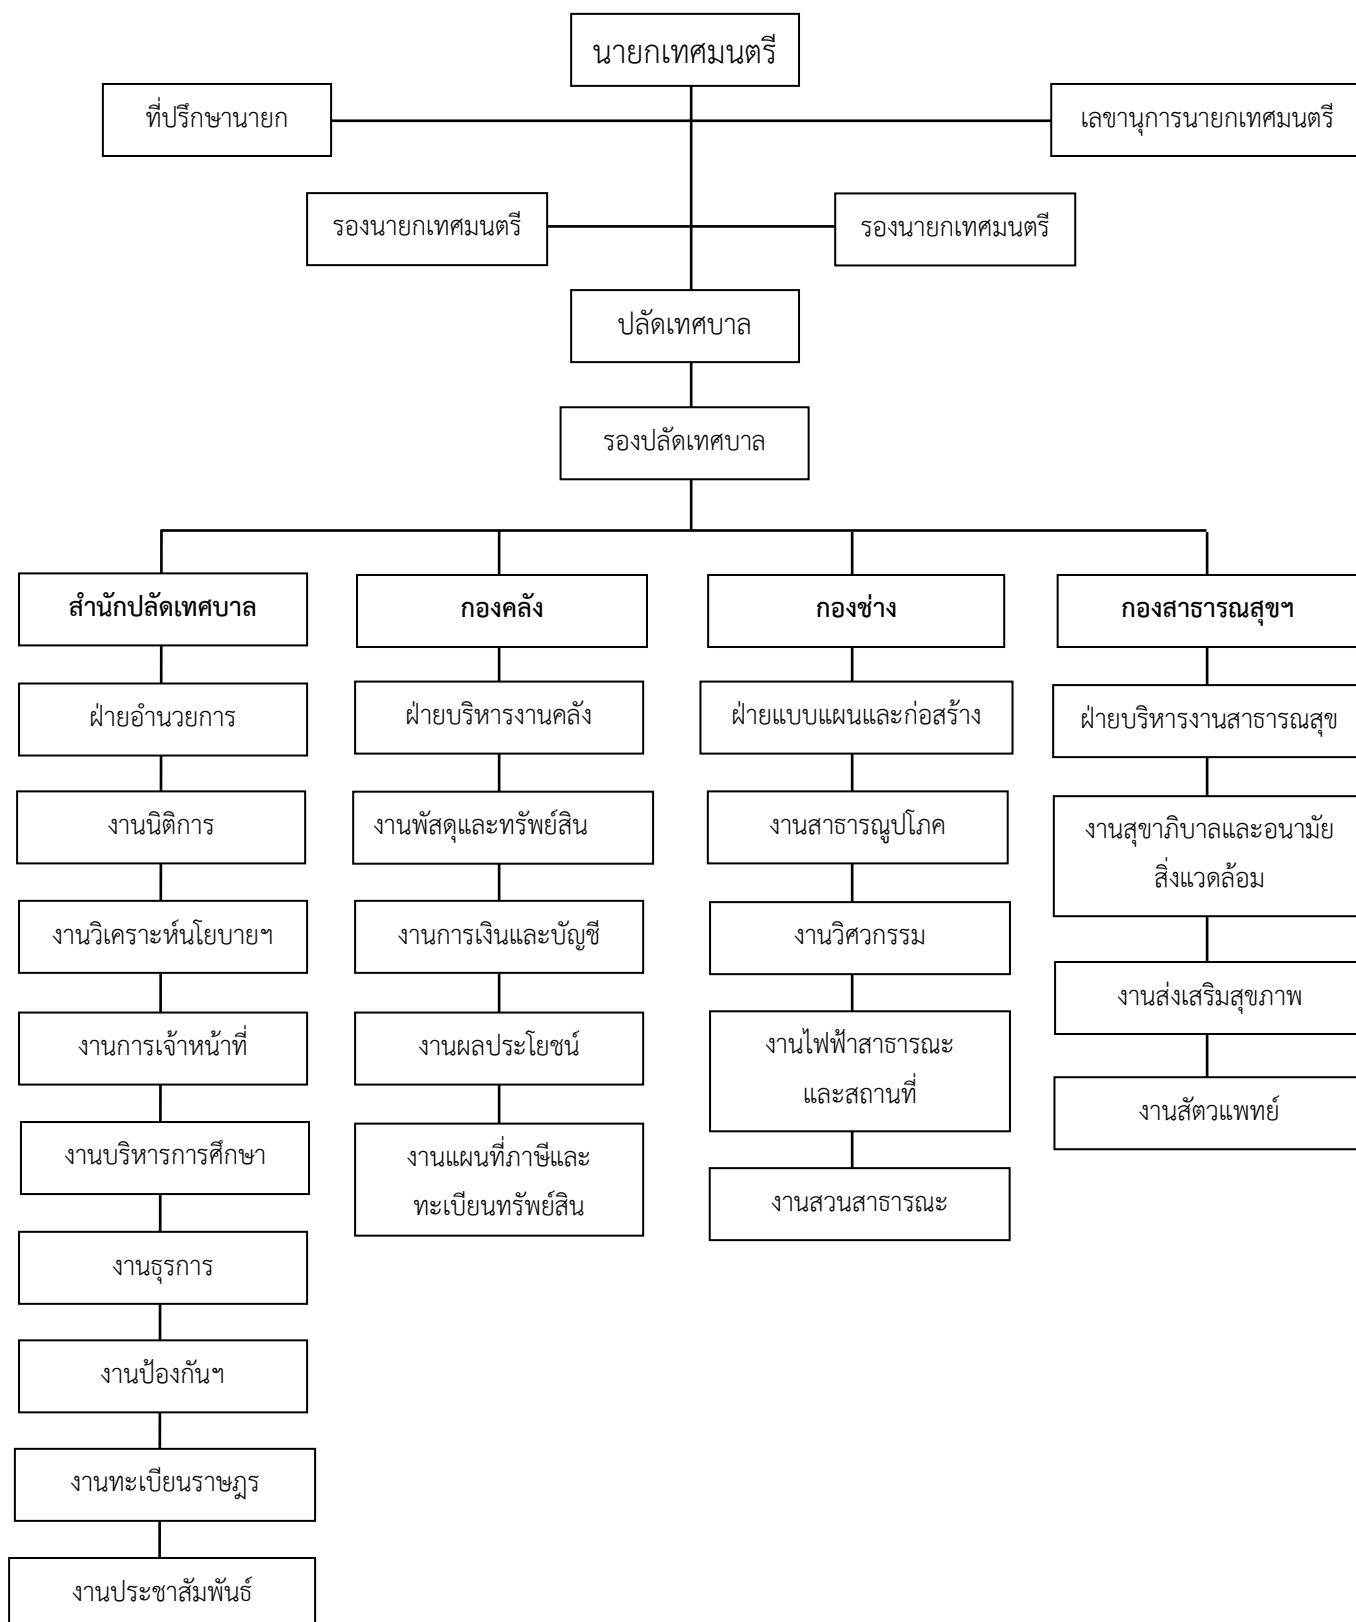 นายกเทศมนตรี
ที่ปรึกษานายก
เลขานุการนายกเทศมนตรี
รองนายกเทศมนตรี
รองนายกเทศมนตรี
ปลัดเทศบาล
รองปลัดเทศบาล
สำนักปลัดเทศบาล
ฝ่ายอำนวยการ
งานนิติการ
งานวิเคราะห์นโยบายฯ
งานการเจ้าหน้าที่
งานบริหารการศึกษา
งานธุรการ
งานป้องกันฯ
งานทะเบียนราษฎร
งานประชาสัมพันธ์
กองคลัง
ฝ่ายบริหารงานคลัง
งานพัสดุและทรัพย์สิน
งานการเงินและบัญชี
งานผลประโยชน์
งานแผนที่ภาษีและ
ทะเบียนทรัพย์สิน
กองช่าง
ฝ่ายแบบแผนและก่อสร้าง
งานสาธารณูปโภค
งานวิศวกรรม
งานไฟฟ้าสาธารณะ
และสถานที่
งานสวนสาธารณะ
กองสาธารณสุขฯ
ฝ่ายบริหารงานสาธารณสุข
งานสุขาภิบาลและอนามัย
สิ่งแวดล้อม
งานส่งเสริมสุขภาพ
งานสัตวแพทย์